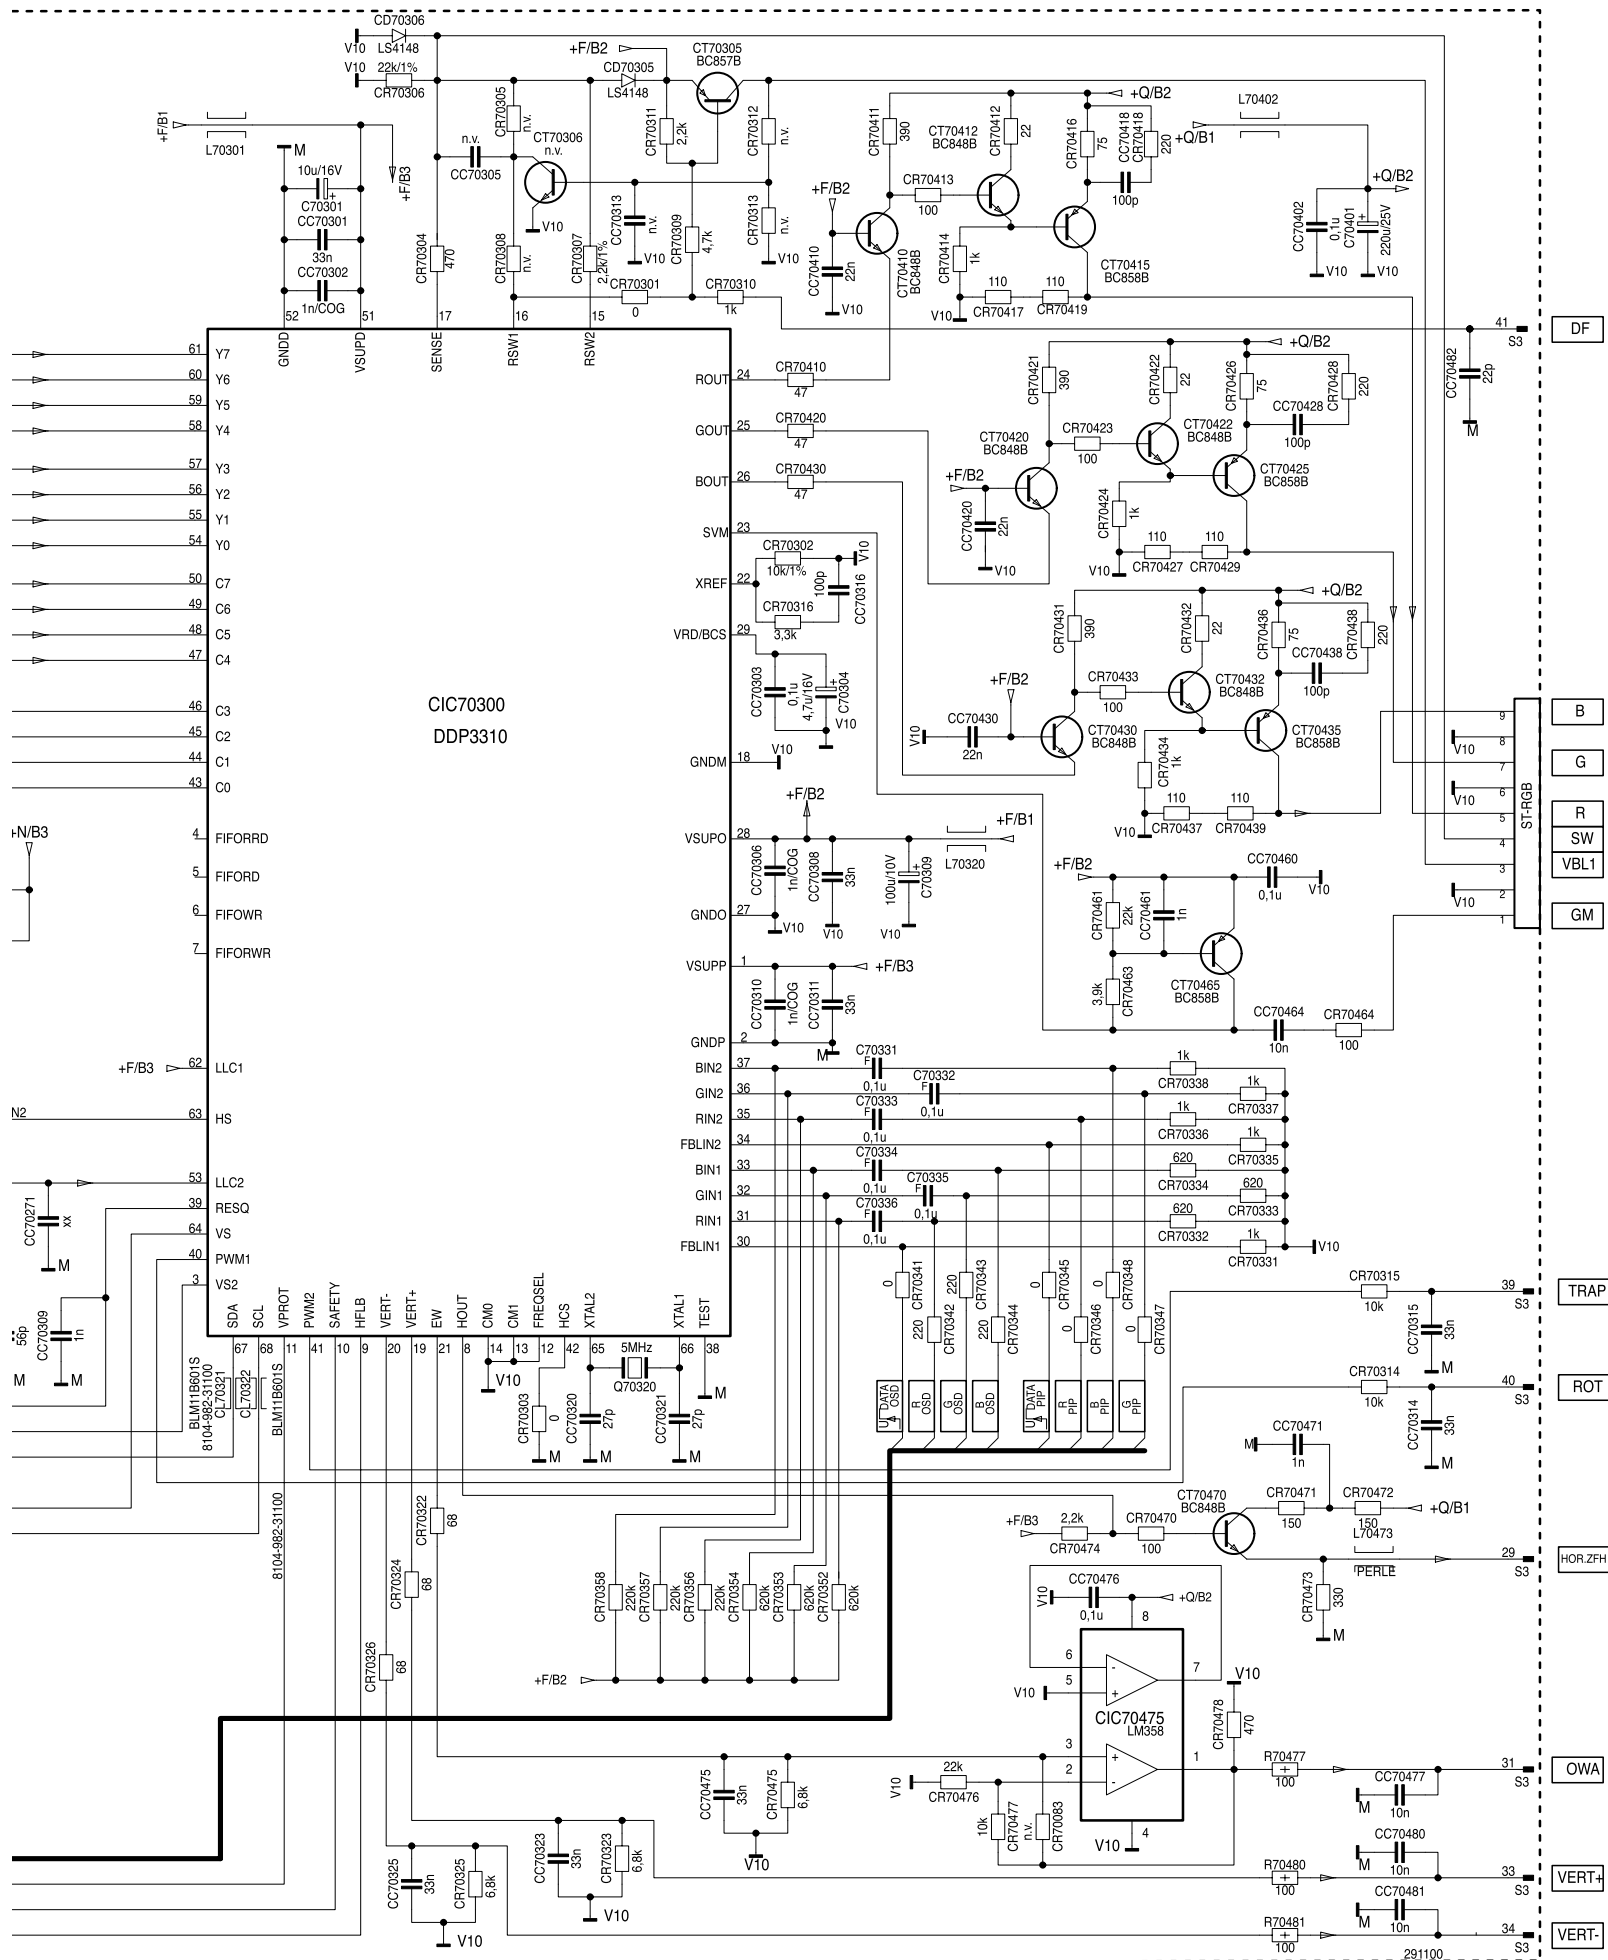 CD70306
V10
LS4148
V10
22k/1%
CR70306
+F/B2
CD70305
LS4148
CT70305
BC857B
+F/B1
L70301
M
10u/16V
+
C70301
CC70301
33n
CC70302
1n/COG
+F/B3
CR70305
n.v.
n.v.
CC70305
CT70306
n.v.
V10
CR70311
2,2k
CR70312
n.v.
CR70304
470
CR70308
n.v.
CR70307
2,2k/1%
CC70313
n.v.
V10
CR70309
4,7k
CR70313
n.v.
V10
CR70301
0
CR70310
1k
+F/B2
CC70410
22n
V10
CR70411
390
CT70410
BC848B
CR70413
100
CT70412
BC848B
CR70412
22
CR70414
1k
V10
110
CR70417
110
CR70419
CR70416
75
CC70418
CR70418
220
100p
CT70415
BC858B
+Q/B2
+Q/B1
L70402
+Q/B2
CC70402
0,1u
V10
C70401
+
220u/25V
V10
52
51
17
16
15
GNDD
VSUPD
SENSE
RSW1
RSW2
61 Y7
60 Y6
59 Y5
58 Y4
57 Y3
56 Y2
55 Y1
54 Y0
50 C7
49 C6
48 C5
47 C4
46 C3
45 C2
44 C1
43 C0
4 FIFORRD
5 FIFORD
6 FIFOWR
7 FIFORWR
+N/B3
+F/B3
62 LLC1
N2
63 HS
53 LLC2
39 RESQ
64 VS
40 PWM1
3 VS2
CC70271
xx
M
CC70309
1n
M
56p
M
CIC70300
DDP3310
ROUT 24
CR70410
47
GOUT 25
CR70420
47
BOUT 26
CR70430
47
SVM 23
XREF 22
CR70302
10k/1%
V10
100p
CC70316
CR70316
3,3k
VRD/BCS 29
CC70303
0,1u
4,7u/16V
+
C70304
V10
GNDM 18
V10
+F/B2
VSUPO 28
CC70306
1n/COG
CC70308
33n
V10
100u/10V
+
C70309
V10
L70320
+F/B1
GNDO 27
V10
VSUPP 1
+F/B3
CC70310
1n/COG
CC70311
33n
GNDP 2
M
CR70421
390
CT70420
BC848B
+F/B2
CC70420
22n
V10
CR70423
100
CR70422
22
CT70422
BC848B
CR70424
1k
V10
110
CR70427
110
CR70429
CR70426
75
+Q/B2
CR70428
220
CC70428
100p
CT70425
BC858B
41
S3
DF
CC70482
22p
M
+F/B2
V10
CC70430
22n
CR70431
390
CR70433
100
CT70430
BC848B
CR70432
22
CT70432
BC848B
CR70434
1k
V10
110
CR70437
110
CR70439
CR70436
75
+Q/B2
CR70438
220
CC70438
100p
CT70435
BC858B
ST-RGB
9 B
8 V10
7 G
6 V10
5 R
4 SW
3 VBL1
2 V10
1 GM
+F/B2
CR70461
22k
CC70461
1n
CC70460
0,1u
V10
3,9k
CR70463
CT70465
BC858B
CC70464
10n
CR70464
100
BIN2 37
GIN2 36
RIN2 35
FBLIN2 34
BIN1 33
GIN1 32
RIN1 31
FBLIN1 30
C70331
F
0,1u
C70332
F
0,1u
C70333
F
0,1u
C70334
F
0,1u
C70335
F
0,1u
C70336
F
0,1u
1k
CR70338
1k
CR70337
1k
CR70336
1k
CR70335
620
CR70334
620
CR70333
620
CR70332
1k
CR70331
V10
0
CR70341
220
CR70342
220
CR70343
220
CR70344
0
CR70345
0
CR70346
0
CR70348
0
CR70347
U DATA OSD
R OSD
G OSD
B OSD
U DATA PIP
R PIP
B PIP
G PIP
SDA
SCL
VPROT
PWM2
SAFETY
HFLB
VERT-
VERT+
EW
HOUT
CM0
CM1
FREQSEL
HCS
XTAL2
XTAL1
TEST
67
68
11
41
10
9
20
19
21
8
14
13
12
42
65
66
38
BLM11B601S
8104-982-31100
CL70321
CL70322
BLM11B601S
8104-982-31100
V10
CR70303
0
M
5MHz
Q70320
CC70320
27p
M
CC70321
27p
M
M
CR70322
68
CR70324
68
CR70326
68
CR70358
220k
CR70357
220k
CR70356
220k
CR70354
620k
CR70353
620k
CR70352
620k
+F/B2
CR70315
10k
CC70315
33n
M
39
S3
TRAP
CR70314
10k
CC70314
33n
M
40
S3
ROT
CC70471
M
1n
CT70470
BC848B
CR70471
150
CR70472
150
+Q/B1
+F/B3
2,2k
CR70474
CR70470
100
L70473
PERLE
29
S3
HOR.ZFH
CR70473
330
M
V10
CC70476
0,1u
+Q/B2
8
6
-
5
+
7
V10
CIC70475
LM358
3
+
2
-
1
4
V10
V10
CR70478
470
V10
22k
CR70476
10k
CR70477
n.v.
CR70083
CC70475
33n
CR70475
6,8k
V10
CC70323
33n
CR70323
6,8k
V10
CC70325
33n
CR70325
6,8k
V10
R70477
+
100
CC70477
M
10n
31
S3
OWA
CC70480
M
10n
R70480
+
100
33
S3
VERT+
CC70481
M
10n
R70481
+
100
34
S3
VERT-
291100